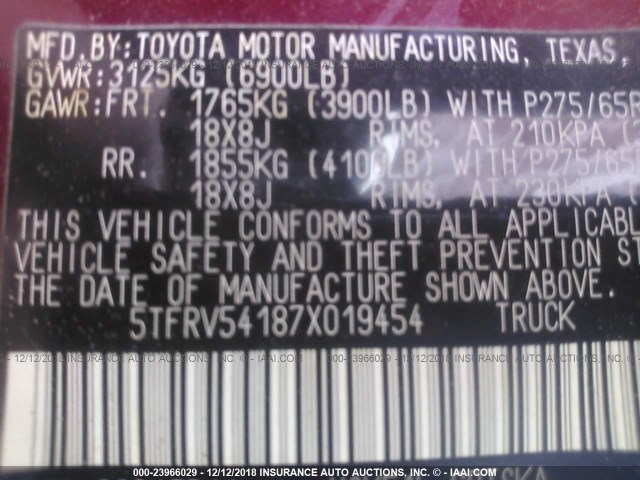 MFD.BY:TOYOTA MOTOR MANUFACTURING, TEXAS,
GVWR:3125KG (6900LB)
GAWR:FRT. 1765KG (3900LB) WITH P275/65
18X8J RIMS, AT 210KPA
RR. 1855KG (4100LB) WITH P275/65
18X8J RIMS, AT 230KPA
THIS VEHICLE CONFORMS TO ALL APPLICABL
VEHICLE SAFETY AND THEFT PREVENTION ST
THE DATE OF MANUFACTURE SHOWN ABOVE.
5TFRV54187X019454 TRUCK
000-23966029 - 12/12/2018 INSURANCE AUTO AUCTIONS © - IAAI.COM